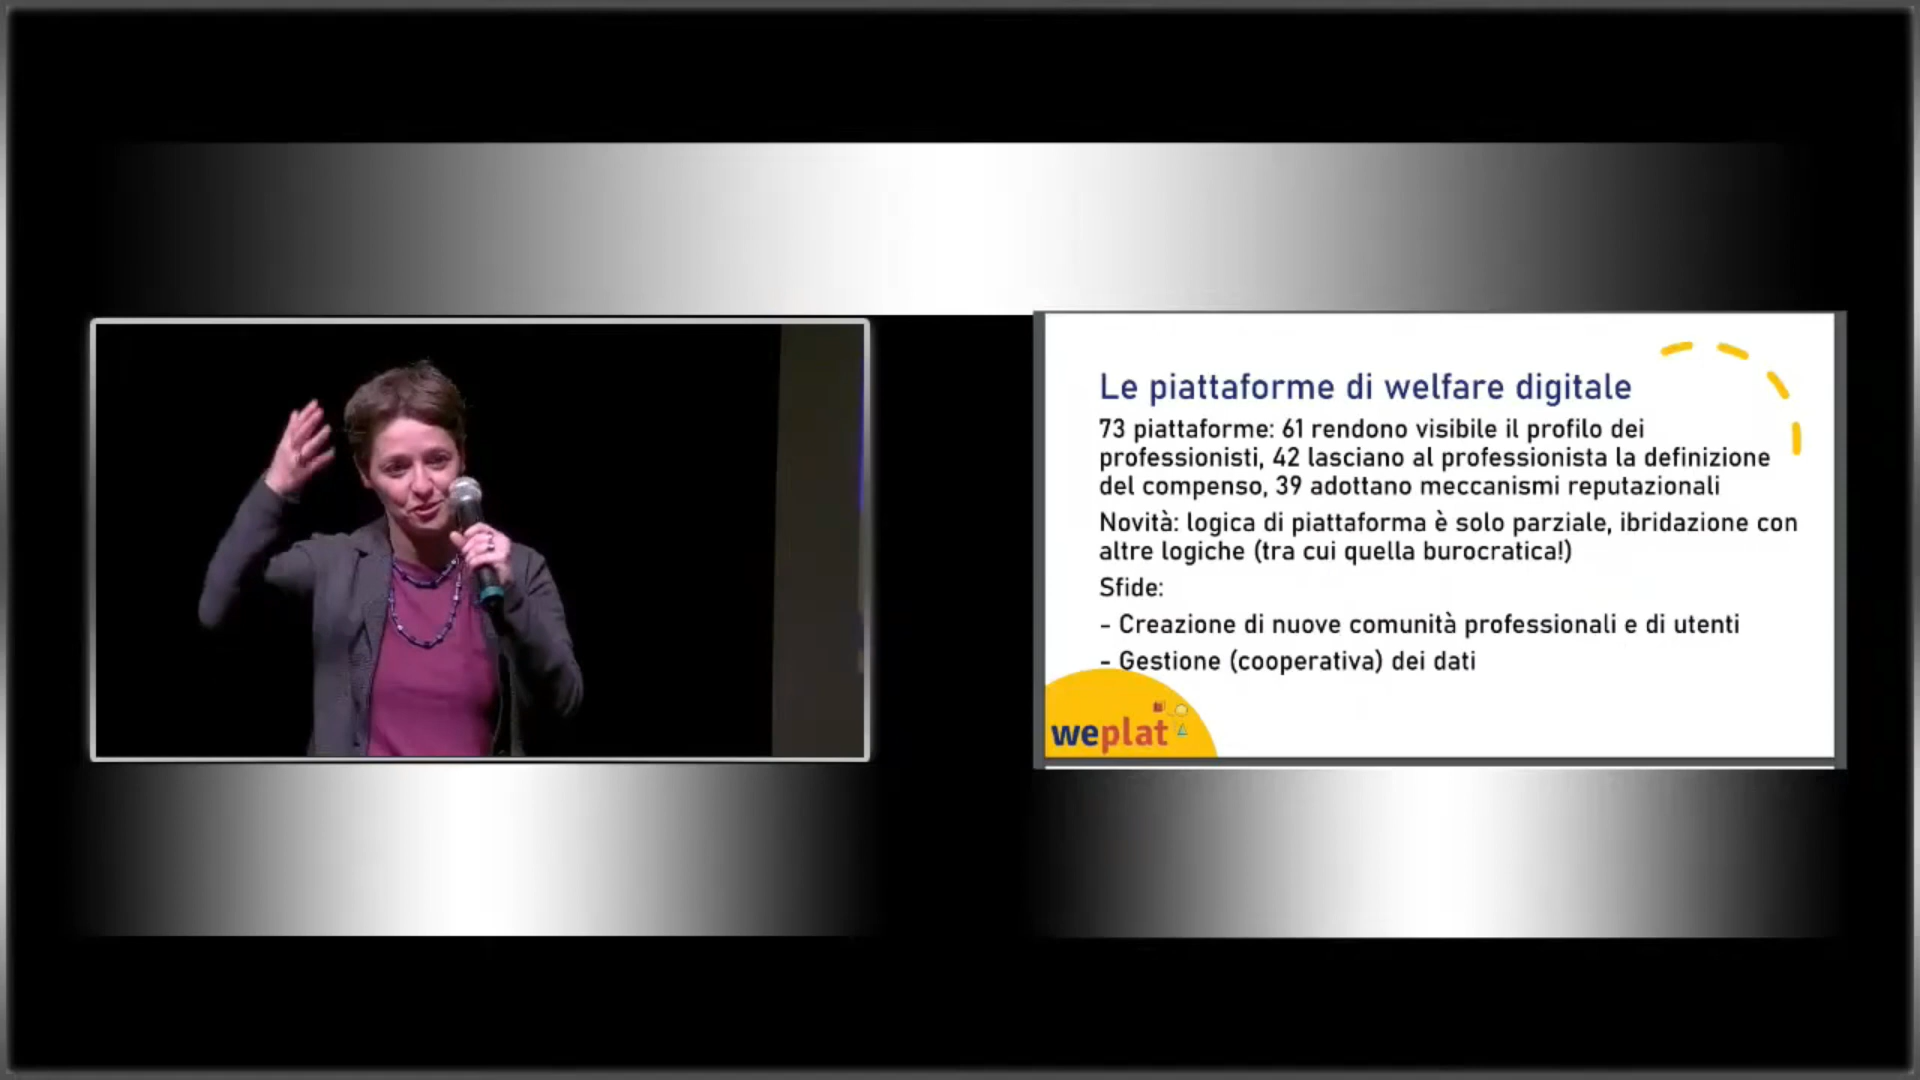 Le piattaforme di welfare digitale
73 piattaforme: 61 rendono visibile il profilo dei
professionisti, 42 lasciano al professionista la definizione
del compenso, 39 adottano meccanismi reputazionali
Novità: logica di piattaforma è solo parziale, ibridazione con
altre logiche (tra cui quella burocratica!)
Sfide:
- Creazione di nuove comunità professionali e di utenti
- Gestione (cooperativa) dei dati
weplat